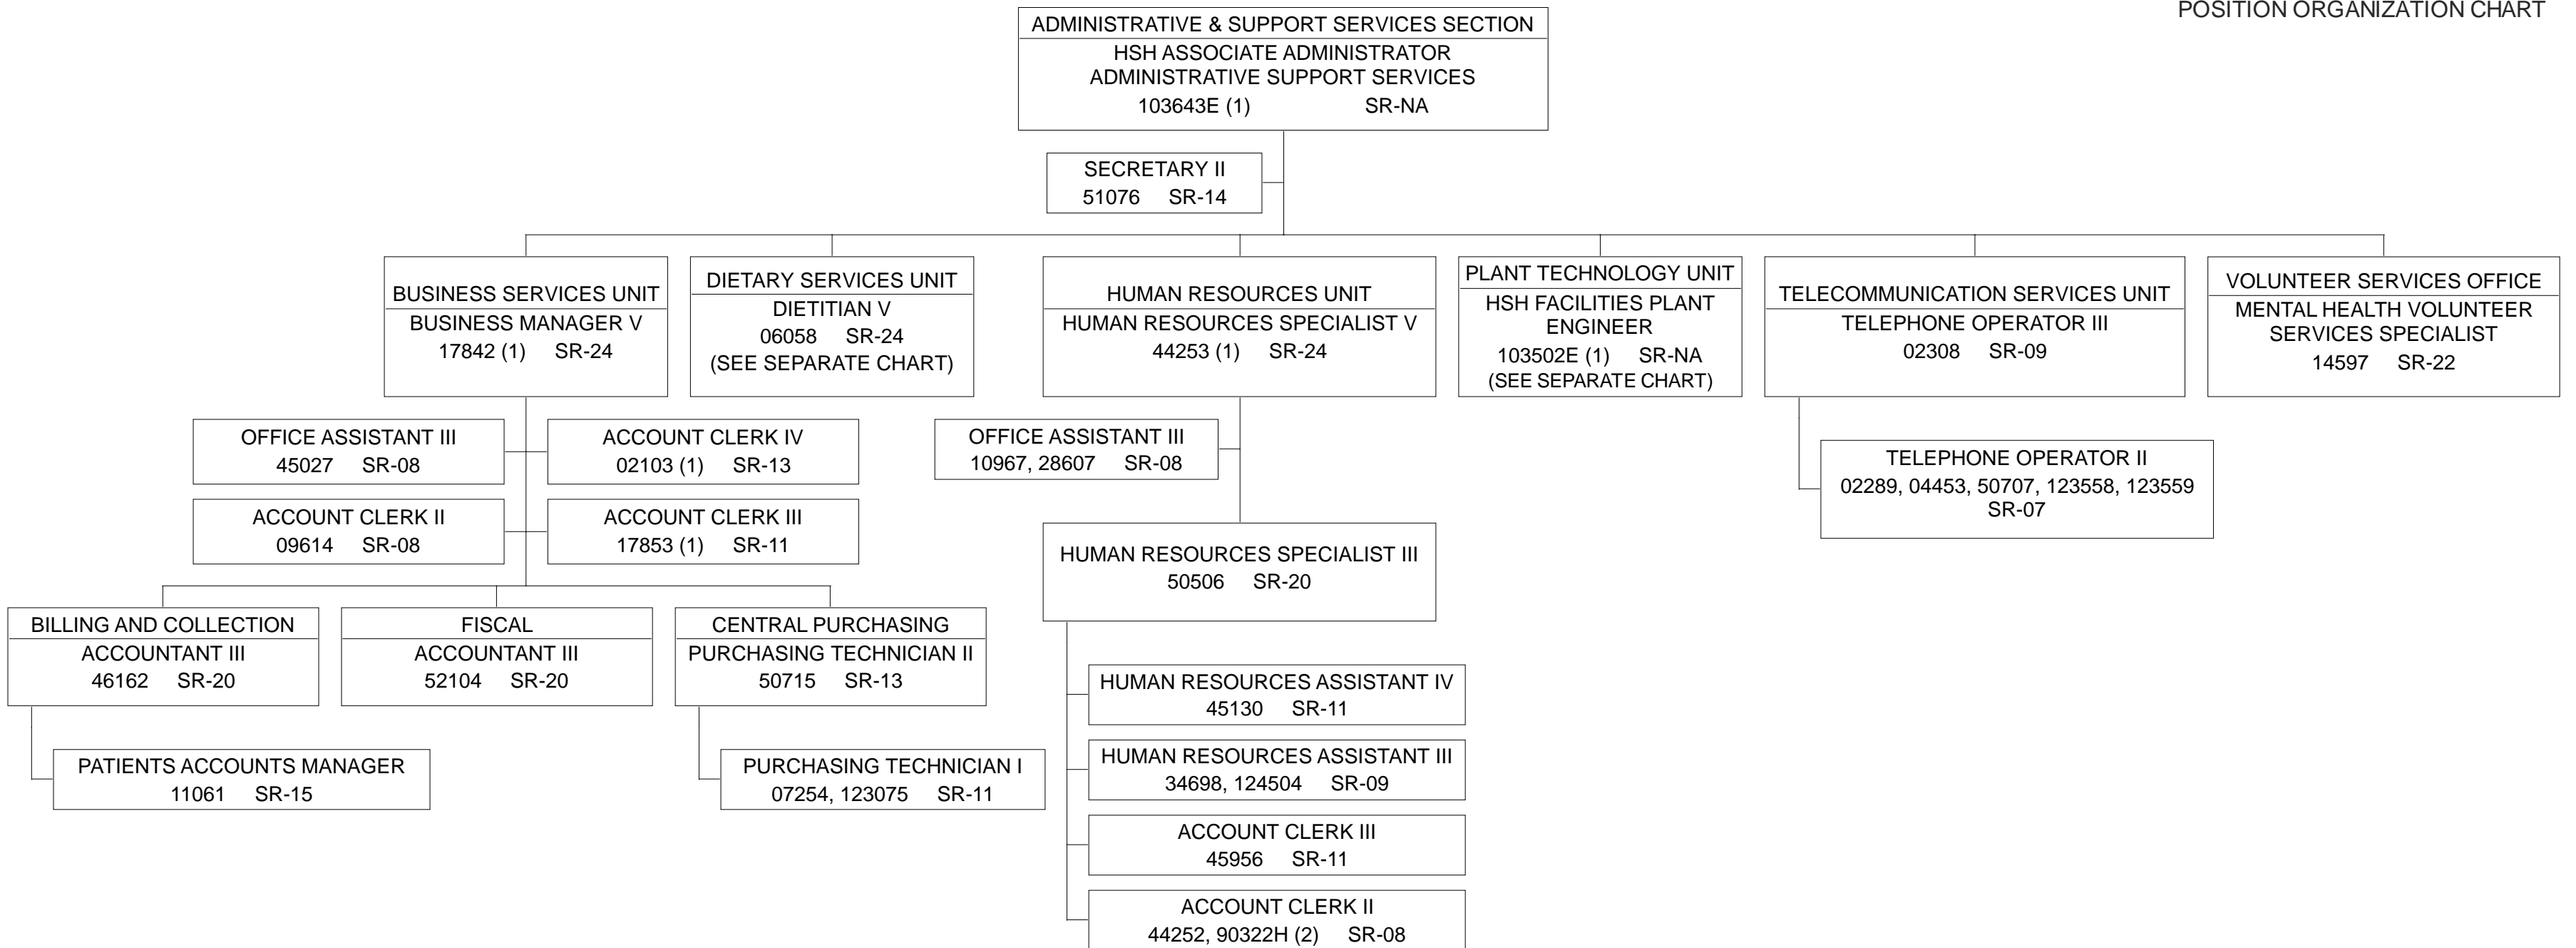 POSITION ORGANIZATION CHART
ADMINISTRATIVE & SUPPORT SERVICES SECTION
HSH ASSOCIATE ADMINISTRATOR
ADMINISTRATIVE SUPPORT SERVICES
103643E (1) SR-NA
SECRETARY II
51076 SR-14
BUSINESS SERVICES UNIT
BUSINESS MANAGER V
17842 (1) SR-24
DIETARY SERVICES UNIT
DIETITIAN V
06058 SR-24
(SEE SEPARATE CHART)
HUMAN RESOURCES UNIT
HUMAN RESOURCES SPECIALIST V
44253 (1) SR-24
PLANT TECHNOLOGY UNIT
HSH FACILITIES PLANT
ENGINEER
103502E (1) SR-NA
(SEE SEPARATE CHART)
TELECOMMUNICATION SERVICES UNIT
TELEPHONE OPERATOR III
02308 SR-09
VOLUNTEER SERVICES OFFICE
MENTAL HEALTH VOLUNTEER
SERVICES SPECIALIST
14597 SR-22
OFFICE ASSISTANT III
45027 SR-08
ACCOUNT CLERK IV
02103 (1) SR-13
ACCOUNT CLERK II
09614 SR-08
ACCOUNT CLERK III
17853 (1) SR-11
OFFICE ASSISTANT III
10967, 28607 SR-08
TELEPHONE OPERATOR II
02289, 04453, 50707, 123558, 123559
SR-07
HUMAN RESOURCES SPECIALIST III
50506 SR-20
BILLING AND COLLECTION
ACCOUNTANT III
46162 SR-20
FISCAL
ACCOUNTANT III
52104 SR-20
CENTRAL PURCHASING
PURCHASING TECHNICIAN II
50715 SR-13
PATIENTS ACCOUNTS MANAGER
11061 SR-15
PURCHASING TECHNICIAN I
07254, 123075 SR-11
HUMAN RESOURCES ASSISTANT IV
45130 SR-11
HUMAN RESOURCES ASSISTANT III
34698, 124504 SR-09
ACCOUNT CLERK III
45956 SR-11
ACCOUNT CLERK II
44252, 90322H (2) SR-08